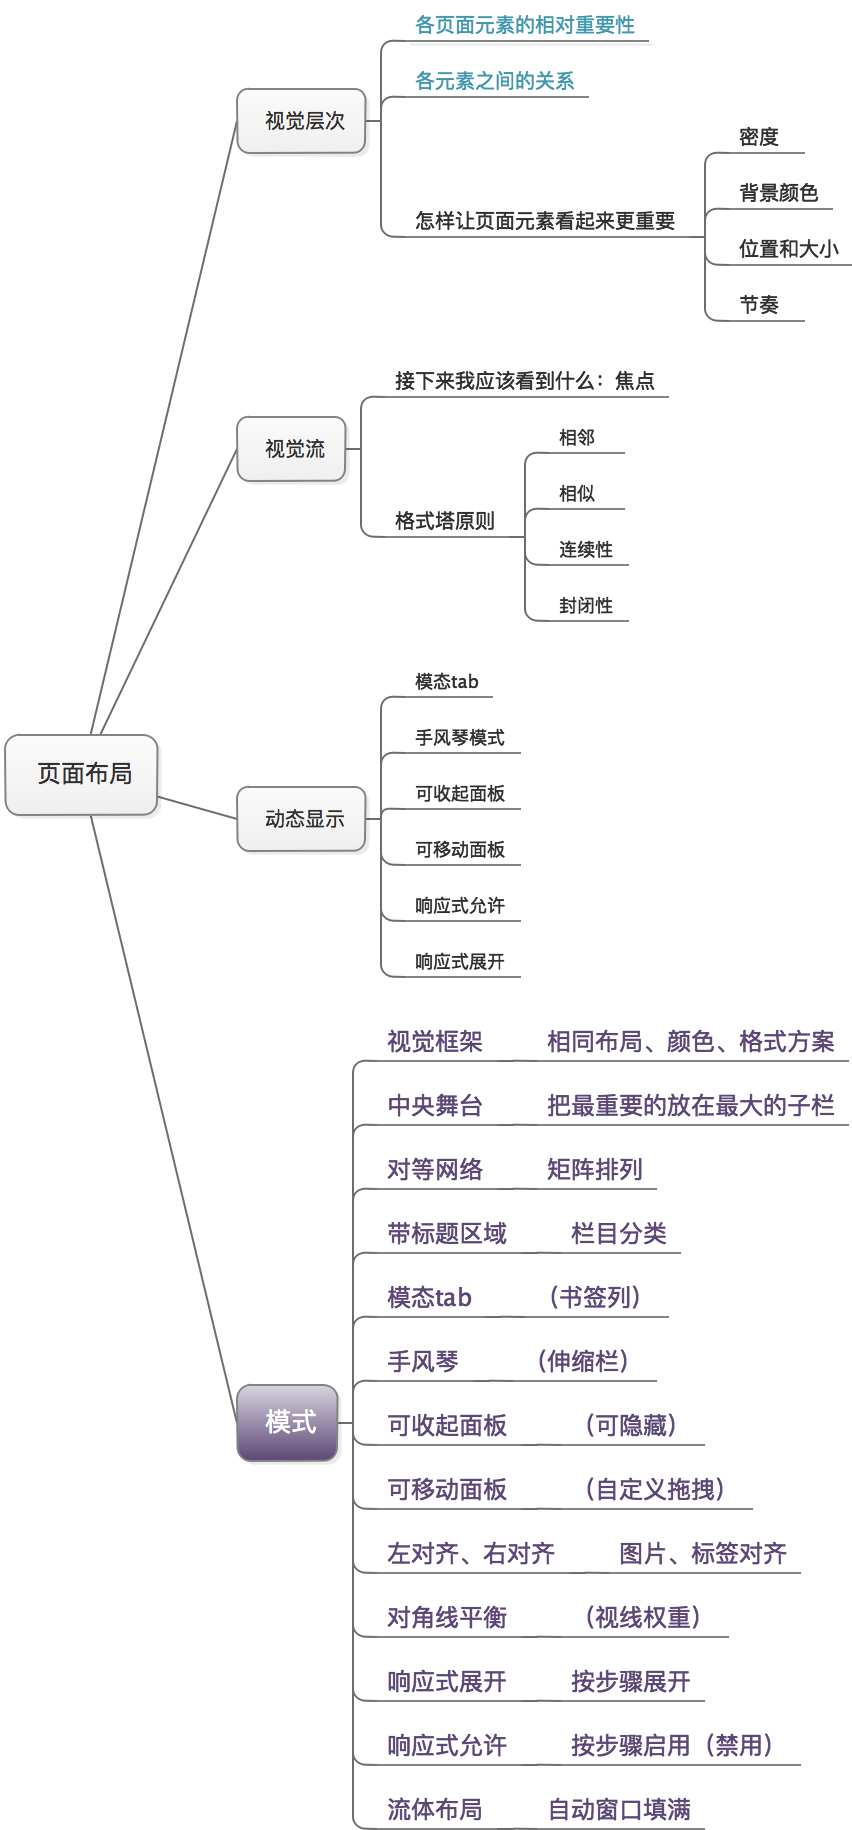 页面布局
视觉层次
各页面元素的相对重要性
各元素之间的关系
怎样让页面元素看起来更重要
密度
背景颜色
位置和大小
节奏
视觉流
接下来我应该看到什么：焦点
格式塔原则
相邻
相似
连续性
封闭性
动态显示
模态tab
手风琴模式
可收起面板
可移动面板
响应式允许
响应式展开
模式
视觉框架 相同布局、颜色、格式方案
中央舞台 把最重要的放在最大的子栏
对等网络 矩阵排列
带标题区域 栏目分类
模态tab （书签列）
手风琴 （伸缩栏）
可收起面板 （可隐藏）
可移动面板 （自定义拖拽）
左对齐、右对齐 图片、标签对齐
对角线平衡 （视线权重）
响应式展开 按步骤展开
响应式允许 按步骤启用（禁用）
流体布局 自动窗口填满